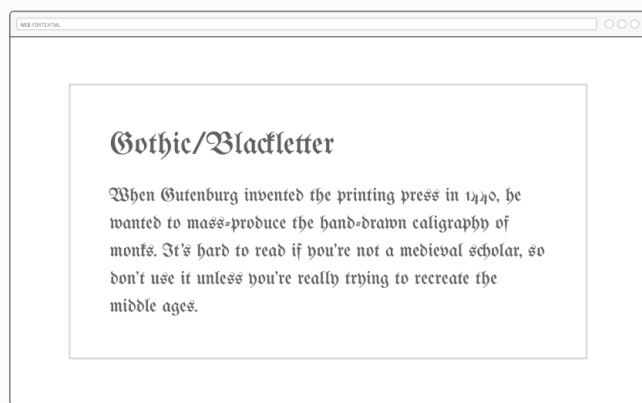 WEB-FONTS.HTML
Gothic/Blackletter
When Gutenburg invented the printing press in 1440, he
wanted to mass-produce the hand-drawn caligraphy of
monks. It's hard to read if you're not a medieval scholar, so
don't use it unless you're really trying to recreate the
middle ages.